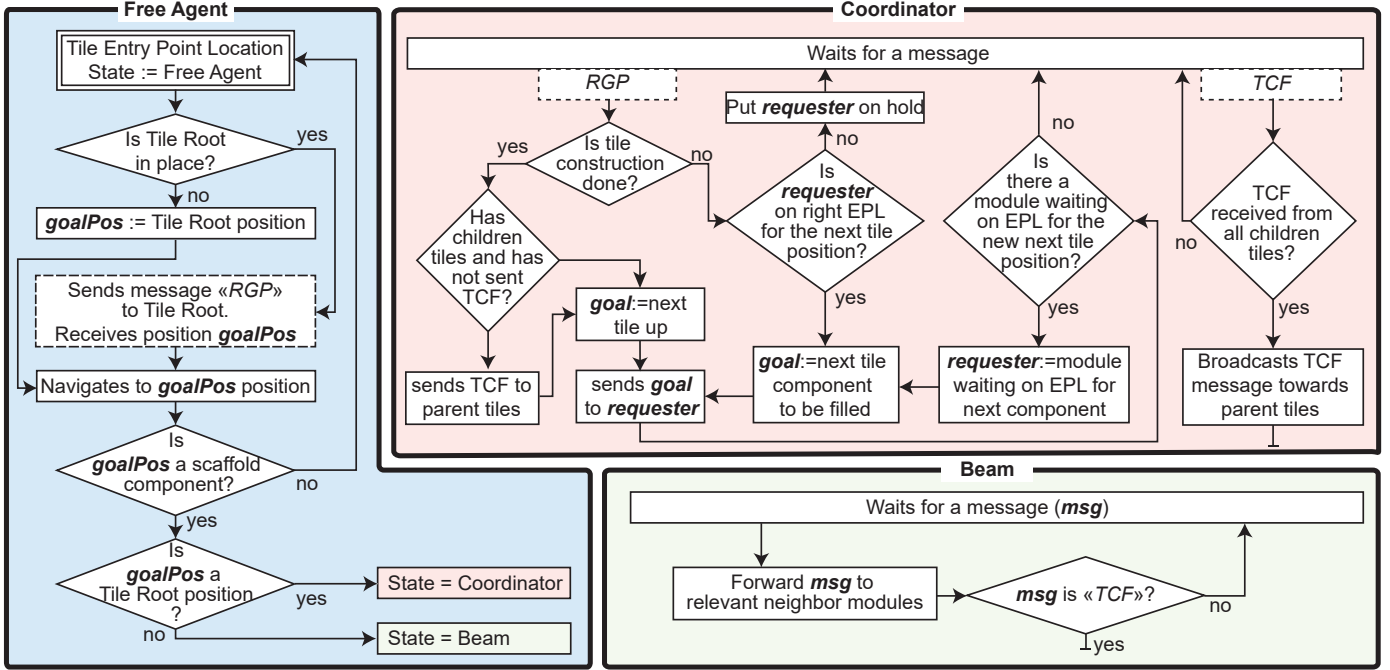 Free Agent
Tile Entry Point Location
State := Free Agent
Is Tile Root
in place?
yes
no
goalPos := Tile Root position
Sends message «RGP»
to Tile Root.
Receives position goalPos
Navigates to goalPos position
Is
goalPos a scaffold
component?
no
yes
Is
goalPos a
Tile Root position
?
yes
no
State = Coordinator
State = Beam
Coordinator
Waits for a message
RGP
Is tile
construction
done?
yes
no
Has
children
tiles and has
not sent
TCF?
sends TCF to
parent tiles
goal:=next
tile up
sends goal
to requester
Put requester on hold
no
Is
requester
on right EPL
for the next tile
position?
yes
goal:=next tile
component
to be filled
no
Is
there a
module waiting
on EPL for the
new next tile
position?
yes
requester:=module
waiting on EPL for
next component
TCF
TCF
received from
all children
tiles?
no
yes
Broadcasts TCF
message towards
parent tiles
Beam
Waits for a message (msg)
Forward msg to
relevant neighbor modules
msg is «TCF»?
no
yes